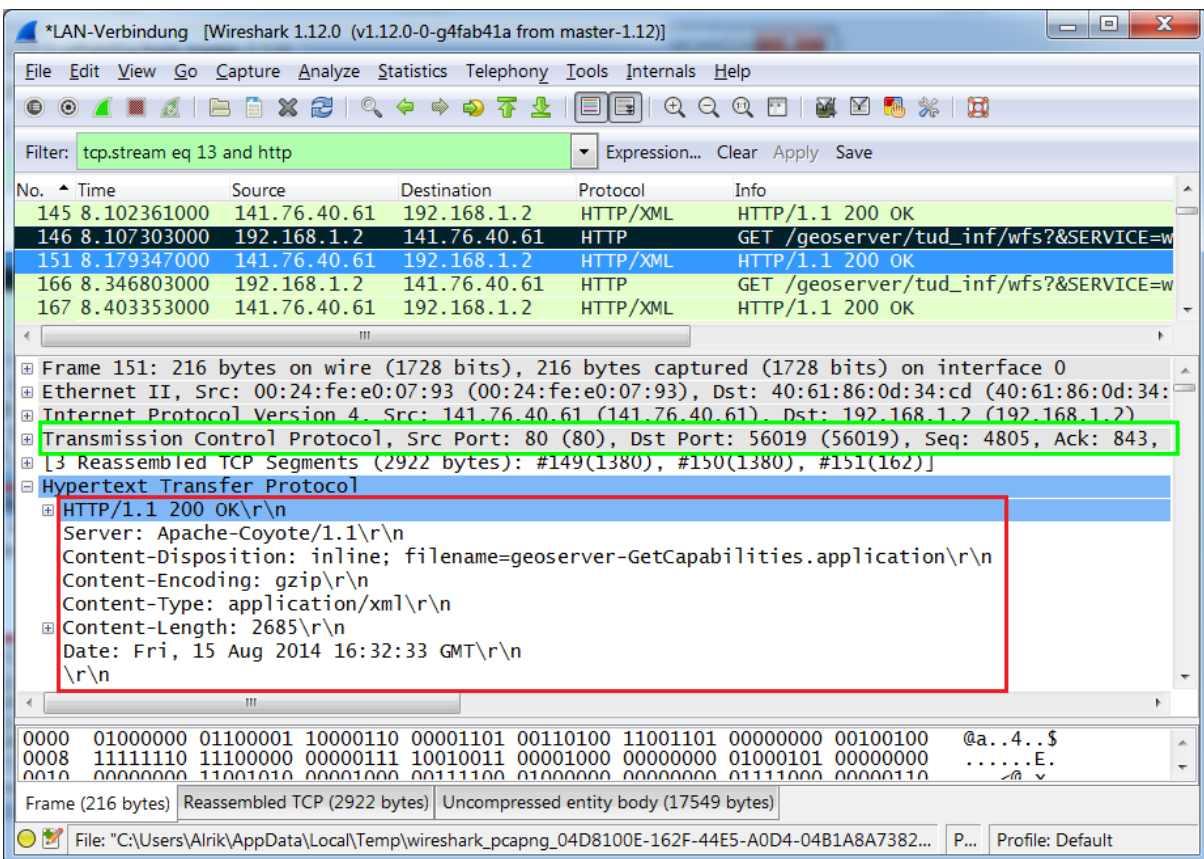 *LAN-Verbindung [Wireshark 1.12.0 (v1.12.0-0-g4fab41a from master-1.12)]
File Edit View Go Capture Analyze Statistics Telephony Tools Internals Help
Filter: tcp.stream eq 13 and http Expression... Clear Apply Save
No. Time Source Destination Protocol Info
145 8.102361000 141.76.40.61 192.168.1.2 HTTP/XML HTTP/1.1 200 OK
146 8.107303000 192.168.1.2 141.76.40.61 HTTP GET /geoserver/tud_inf/wfs?&SERVICE=w
151 8.179347000 141.76.40.61 192.168.1.2 HTTP/XML HTTP/1.1 200 OK
166 8.346803000 192.168.1.2 141.76.40.61 HTTP GET /geoserver/tud_inf/wfs?&SERVICE=w
167 8.403353000 141.76.40.61 192.168.1.2 HTTP/XML HTTP/1.1 200 OK
Frame 151: 216 bytes on wire (1728 bits), 216 bytes captured (1728 bits) on interface 0
Ethernet II, Src: 00:24:fe:e0:07:93 (00:24:fe:e0:07:93), Dst: 40:61:86:0d:34:cd (40:61:86:0d:34:
Internet Protocol Version 4, Src: 141.76.40.61 (141.76.40.61), Dst: 192.168.1.2 (192.168.1.2)
Transmission Control Protocol, Src Port: 80 (80), Dst Port: 56019 (56019), Seq: 4805, Ack: 843,
[3 Reassembled TCP Segments (2922 bytes): #149(1380), #150(1380), #151(162)]
Hypertext Transfer Protocol
HTTP/1.1 200 OK\r\n
Server: Apache-Coyote/1.1\r\n
Content-Disposition: inline; filename=geoserver-GetCapabilities.application\r\n
Content-Encoding: gzip\r\n
Content-Type: application/xml\r\n
Content-Length: 2685\r\n
Date: Fri, 15 Aug 2014 16:32:33 GMT\r\n
\r\n
0000 01000000 01100001 10000110 00001101 00110100 11001101 00000000 00100100 @a..4..$
0008 11111110 11100000 00000111 10010011 00001000 00000000 01000101 00000000 ......E.
0010 00000000 11001010 00001000 00111100 01000000 00000000 01111000 00000110
Frame (216 bytes) Reassembled TCP (2922 bytes) Uncompressed entity body (17549 bytes)
File: "C:\Users\Alrik\AppData\Local\Temp\wireshark_pcapng_04D8100E-162F-44E5-A0D4-04B1A8A7382... P... Profile: Default